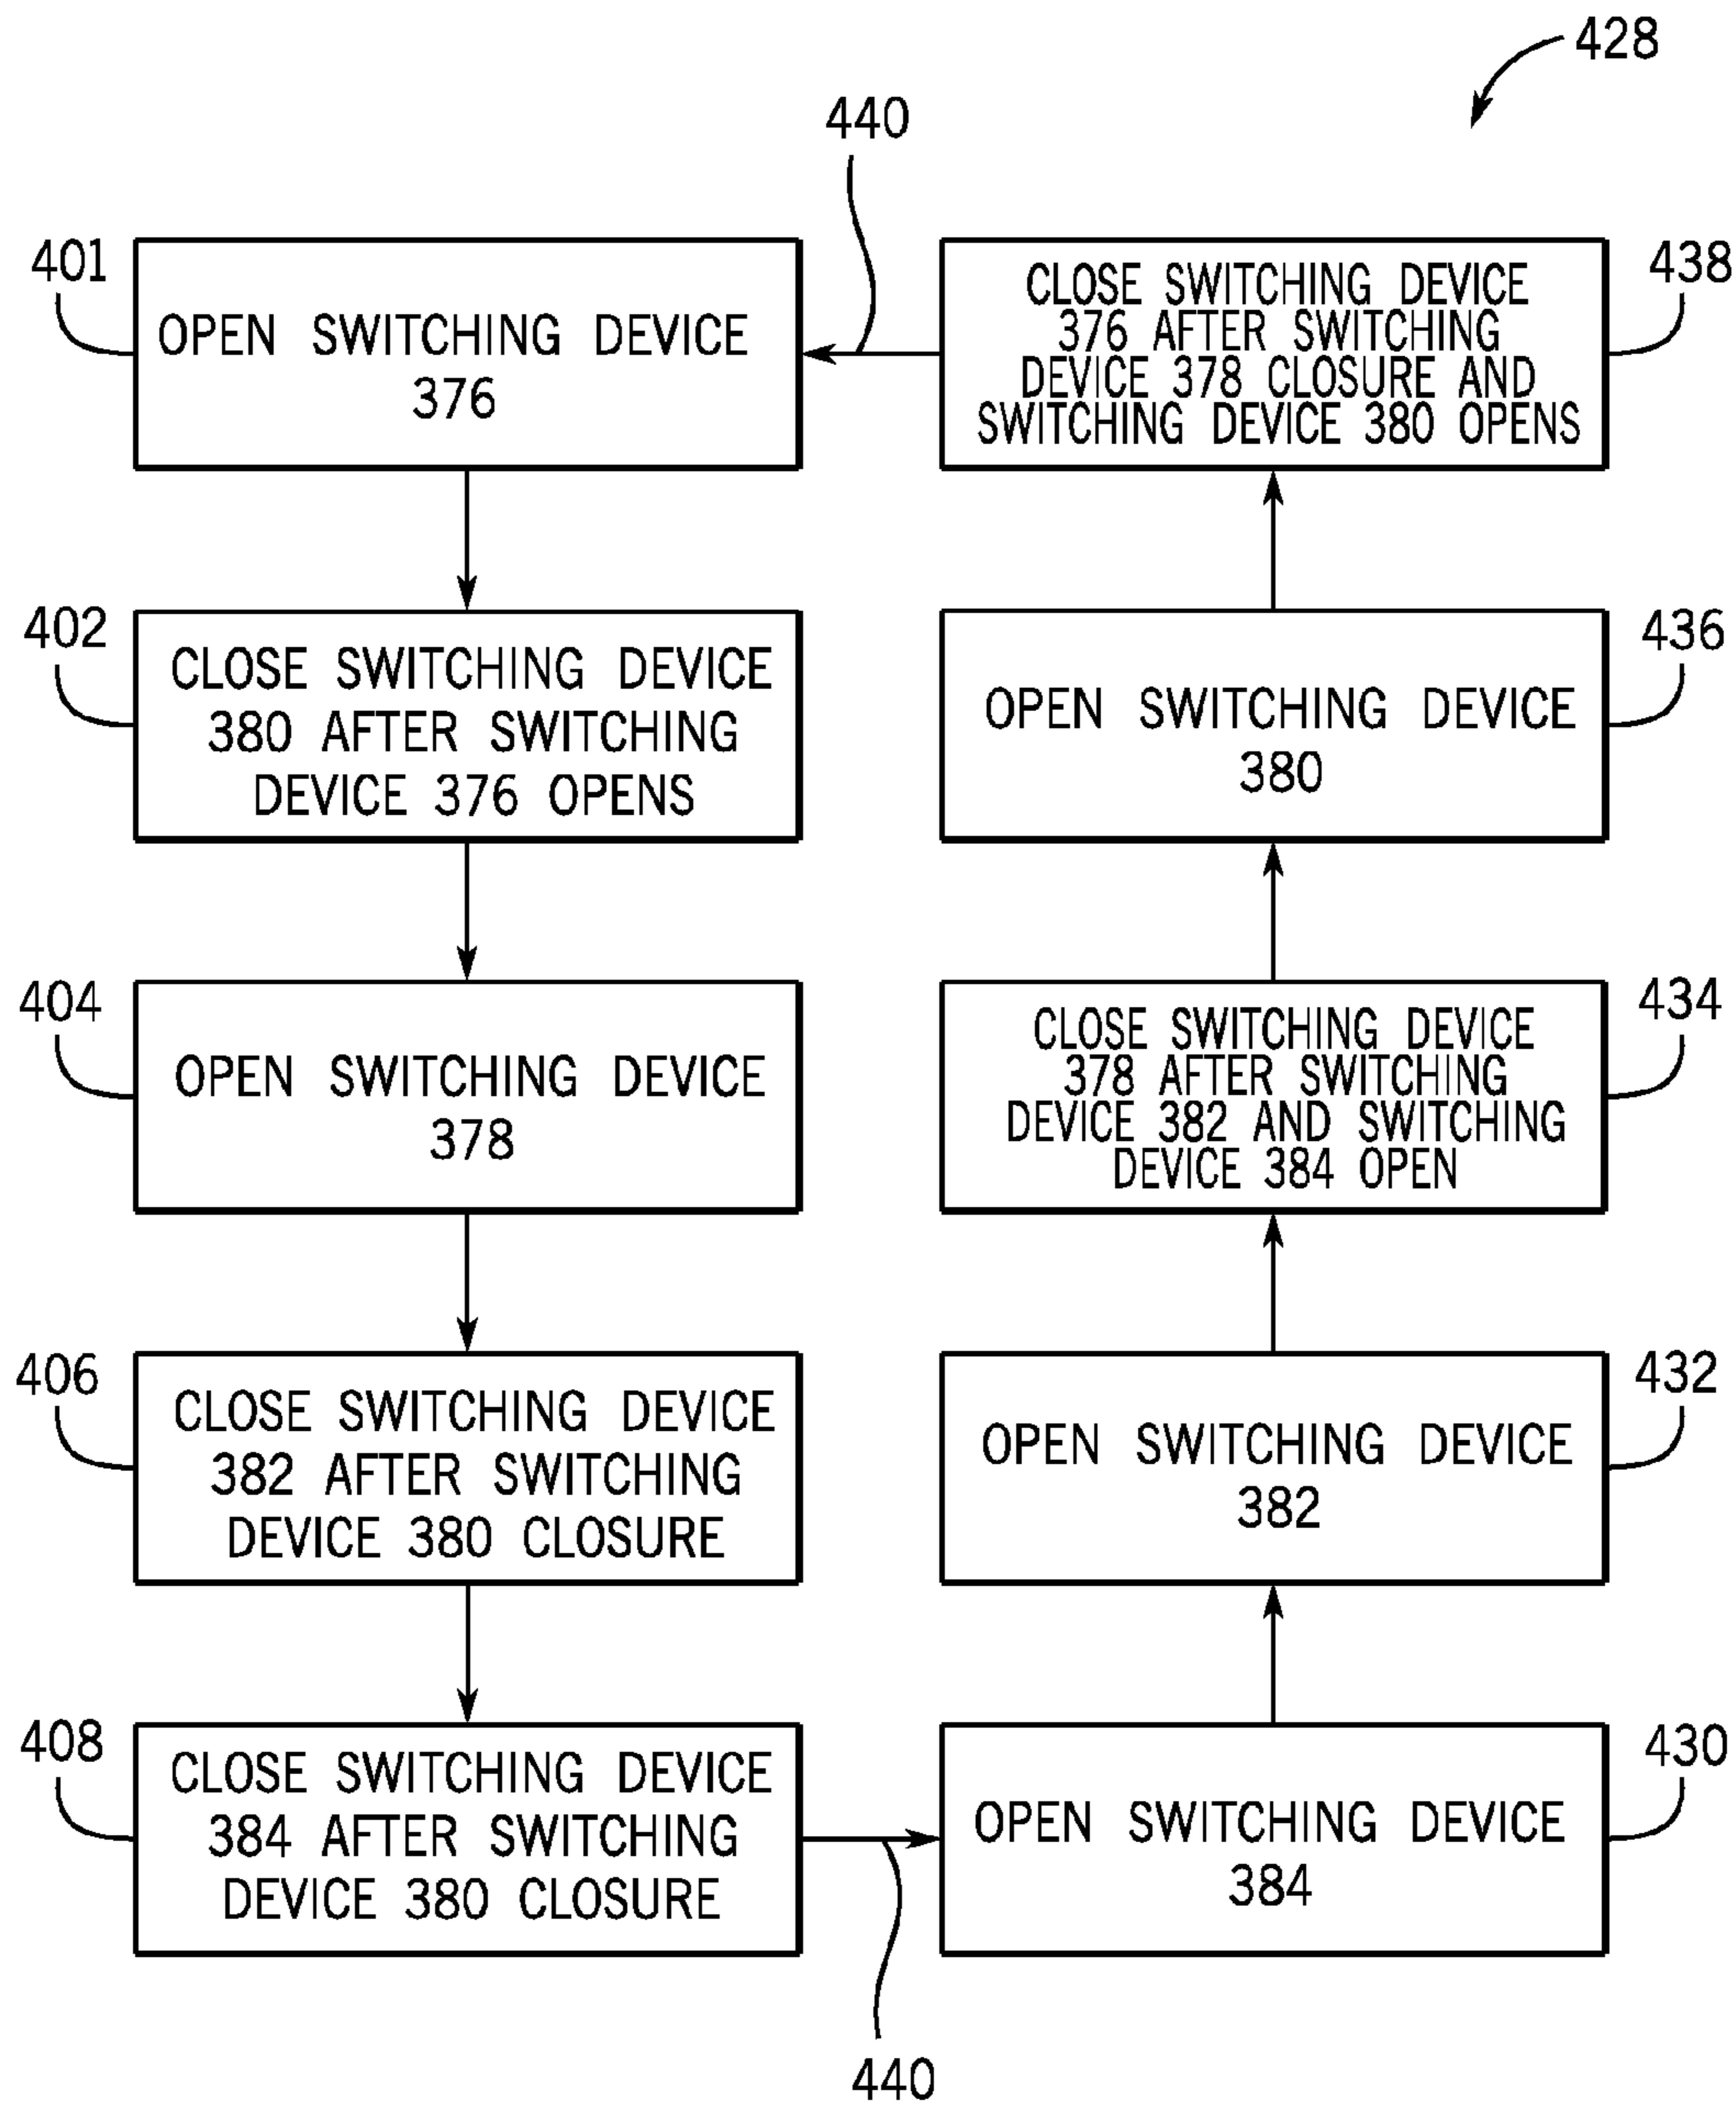 428
440
401
OPEN SWITCHING DEVICE
376
438
CLOSE SWITCHING DEVICE
376 AFTER SWITCHING
DEVICE 378 CLOSURE AND
SWITCHING DEVICE 380 OPENS
402
CLOSE SWITCHING DEVICE
380 AFTER SWITCHING
DEVICE 376 OPENS
436
OPEN SWITCHING DEVICE
380
404
OPEN SWITCHING DEVICE
378
434
CLOSE SWITCHING DEVICE
378 AFTER SWITCHING
DEVICE 382 AND SWITCHING
DEVICE 384 OPEN
406
CLOSE SWITCHING DEVICE
382 AFTER SWITCHING
DEVICE 380 CLOSURE
432
OPEN SWITCHING DEVICE
382
408
CLOSE SWITCHING DEVICE
384 AFTER SWITCHING
DEVICE 380 CLOSURE
430
OPEN SWITCHING DEVICE
384
440